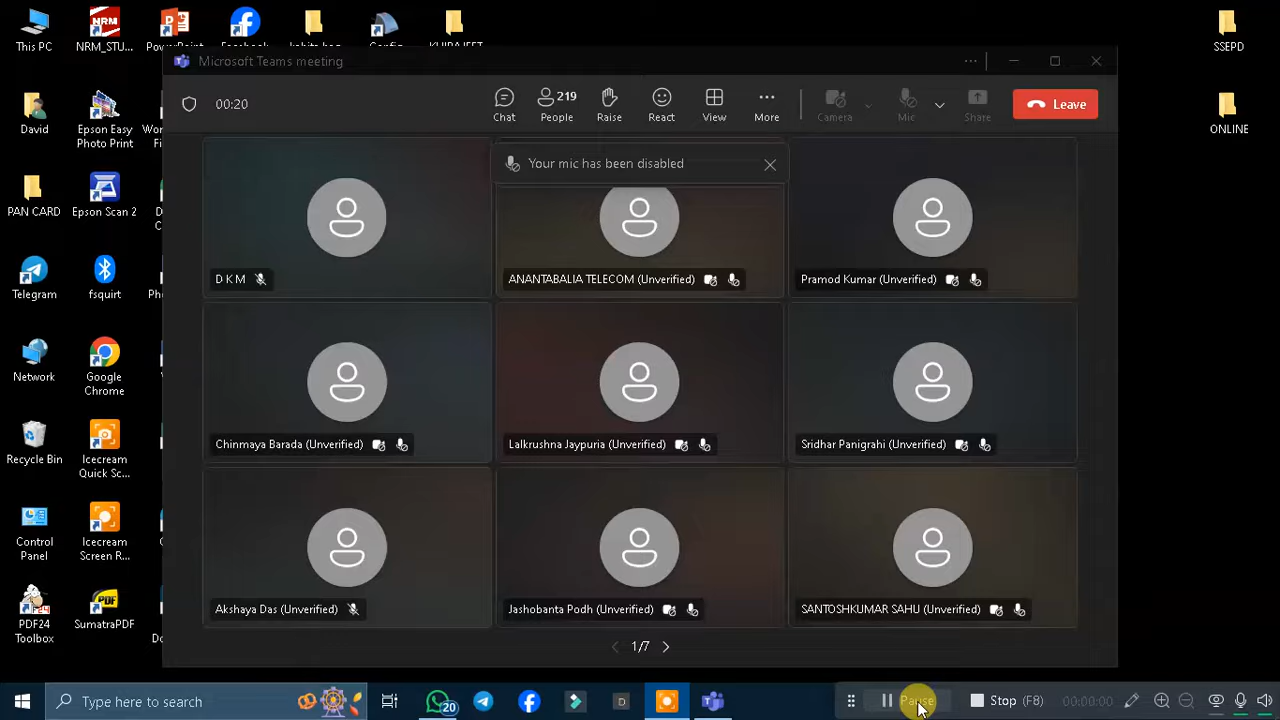 This PC
NRM_STU...
PowerPoint
Facebook
Config
SSEPD
David
Epson Easy
Photo Print
ONLINE
PAN CARD
Epson Scan 2
Telegram
fsquirt
Network
Google
Chrome
Recycle Bin
Icecream
Quick Sc...
Control
Panel
Icecream
Screen R...
PDF24
Toolbox
SumatraPDF
Microsoft Teams meeting
00:20
219
Chat
People
Raise
React
View
More
Camera
Mic
Share
Leave
Your mic has been disabled
D K M
ANANTABALIA TELECOM (Unverified)
Pramod Kumar (Unverified)
Chinmaya Barada (Unverified)
Lalkrushna Jaypuria (Unverified)
Sridhar Panigrahi (Unverified)
Akshaya Das (Unverified)
Jashobanta Podh (Unverified)
SANTOSHKUMAR SAHU (Unverified)
1/7
Type here to search
20
D
Pause
Stop (F8)
00:00:00